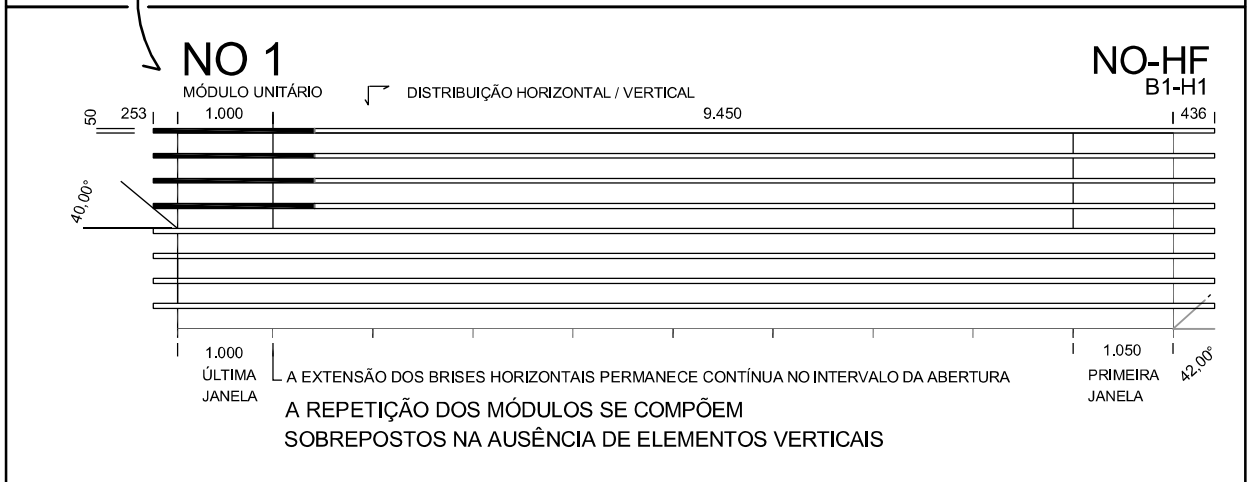 NO 1
NO-HF
MÓDULO UNITÁRIO
DISTRIBUIÇÃO HORIZONTAL / VERTICAL
B1-H1
50
253
1.000
9.450
436
40,00°
1.000
1.050
42,00°
ÚLTIMA
JANELA
A EXTENSÃO DOS BRISES HORIZONTAIS PERMANECE CONTÍNUA NO INTERVALO DA ABERTURA
PRIMEIRA
JANELA
A REPETIÇÃO DOS MÓDULOS SE COMPÕEM
SOBREPOSTOS NA AUSÊNCIA DE ELEMENTOS VERTICAIS